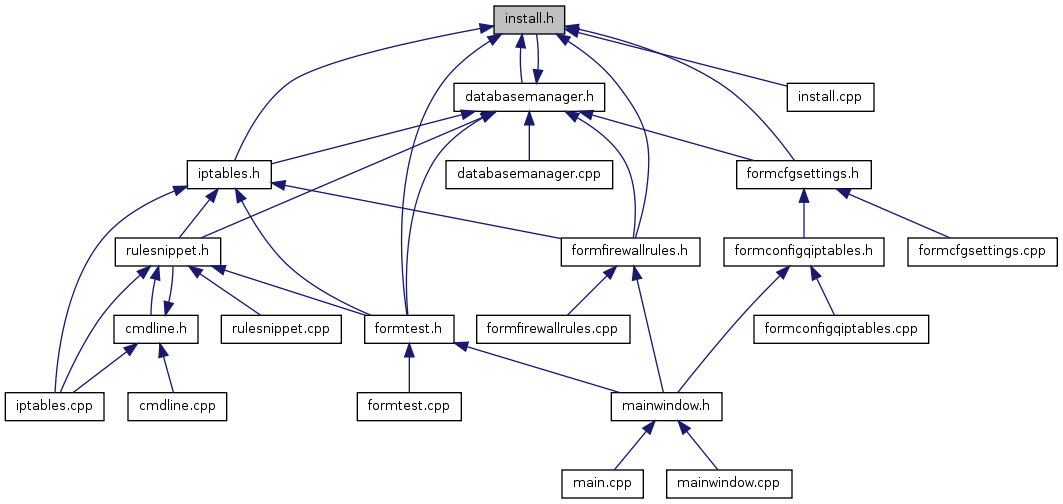 install.h
databasemanager.h
install.cpp
iptables.h
databasemanager.cpp
formcfgsettings.h
rulesnippet.h
formfirewallrules.h
formconfigqiptables.h
formcfgsettings.cpp
cmdline.h
rulesnippet.cpp
formtest.h
formfirewallrules.cpp
formconfigqiptables.cpp
iptables.cpp
cmdline.cpp
formtest.cpp
mainwindow.h
main.cpp
mainwindow.cpp